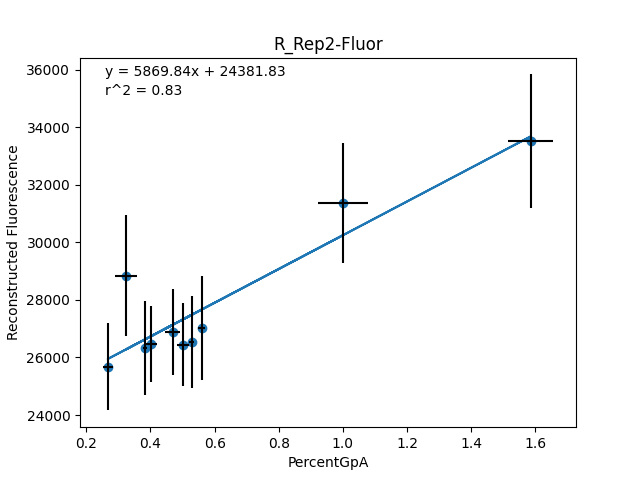 R_Rep2-Fluor
y = 5869.84x + 24381.83
r^2 = 0.83
36000
34000
32000
30000
28000
26000
24000
Reconstructed Fluorescence
0.2 0.4 0.6 0.8 1.0 1.2 1.4 1.6
PercentGpA